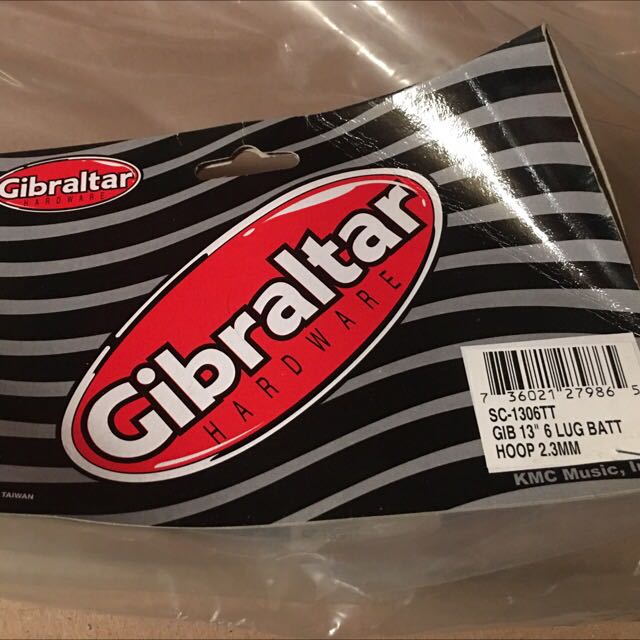 Gibraltar
HARDWARE
Gibraltar
HARDWARE
7 36021 27986 5
SC-1306TT
GIB 13" 6 LUG BATT
HOOP 2.3MM
KMC Music, In
TAIWAN